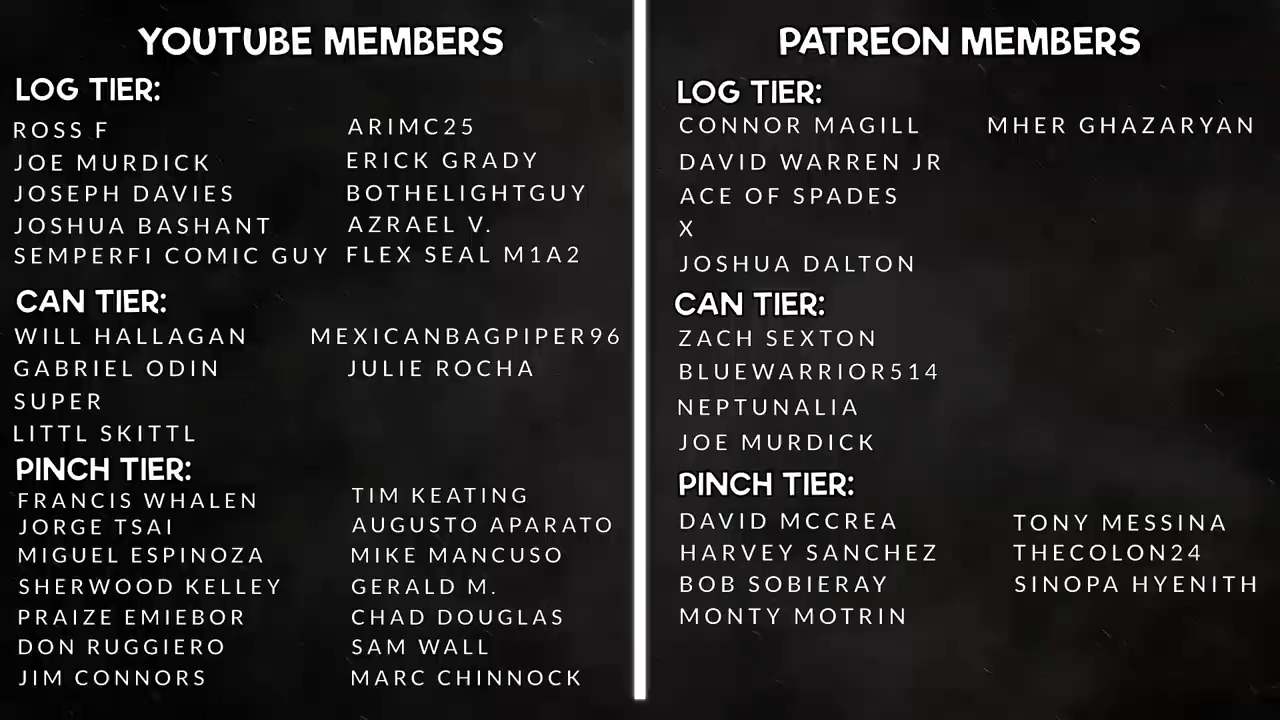 YOUTUBE MEMBERS
LOG TIER:
ROSS F
JOE MURDICK
JOSEPH DAVIES
JOSHUA BASHANT
SEMPERFI COMIC GUY
ARIMC25
ERICK GRADY
BOTHELIGHTGUY
AZRAEL V.
FLEX SEAL M1A2
CAN TIER:
WILL HALLAGAN
GABRIEL ODIN
SUPER
LITTL SKITTL
MEXICANBAGPIPER96
JULIE ROCHA
PINCH TIER:
FRANCIS WHALEN
JORGE TSAI
MIGUEL ESPINOZA
SHERWOOD KELLEY
PRAIZE EMIEBOR
DON RUGGIERO
JIM CONNORS
TIM KEATING
AUGUSTO APARATO
MIKE MANCUSO
GERALD M.
CHAD DOUGLAS
SAM WALL
MARC CHINNOCK
PATREON MEMBERS
LOG TIER:
CONNOR MAGILL
DAVID WARREN JR
ACE OF SPADES
X
JOSHUA DALTON
MHER GHAZARYAN
CAN TIER:
ZACH SEXTON
BLUEWARRIOR514
NEPTUNALIA
JOE MURDICK
PINCH TIER:
DAVID MCCREA
HARVEY SANCHEZ
BOB SOBIERAY
MONTY MOTRIN
TONY MESSINA
THECOLON24
SINOPA HYENITH